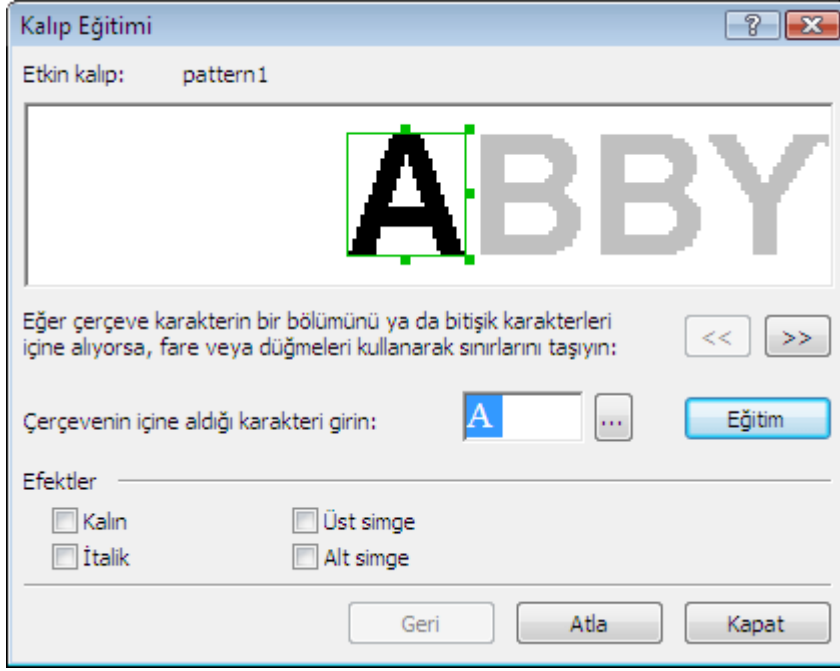 Kalıp Eğitimi
Etkin kalıp: pattern1
ABBY
Eğer çerçeve karakterin bir bölümünü ya da bitişik karakterleri
içine alıyorsa, fare veya düğmeleri kullanarak sınırlarını taşıyın: << >>
Çerçevenin içine aldığı karakteri girin: A ... Eğitim
Efektler
Kalın Üst simge
İtalik Alt simge
Geri Atla Kapat